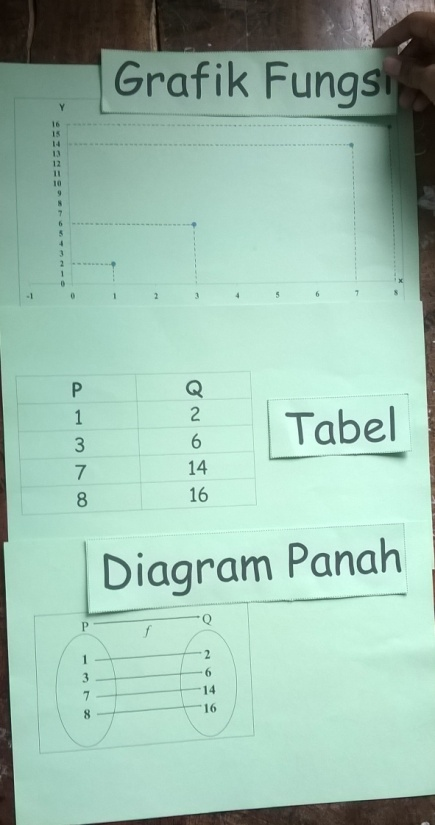 Grafik Fungsi
Y
16
15
14
13
12
11
10
9
8
7
6
5
4
3
2
1
0
x
-1 0 1 2 3 4 5 6 7 8
P Q
1 2
3 6
7 14
8 16
Tabel
Diagram Panah
P Q
f
1 2
3 6
7 14
8 16